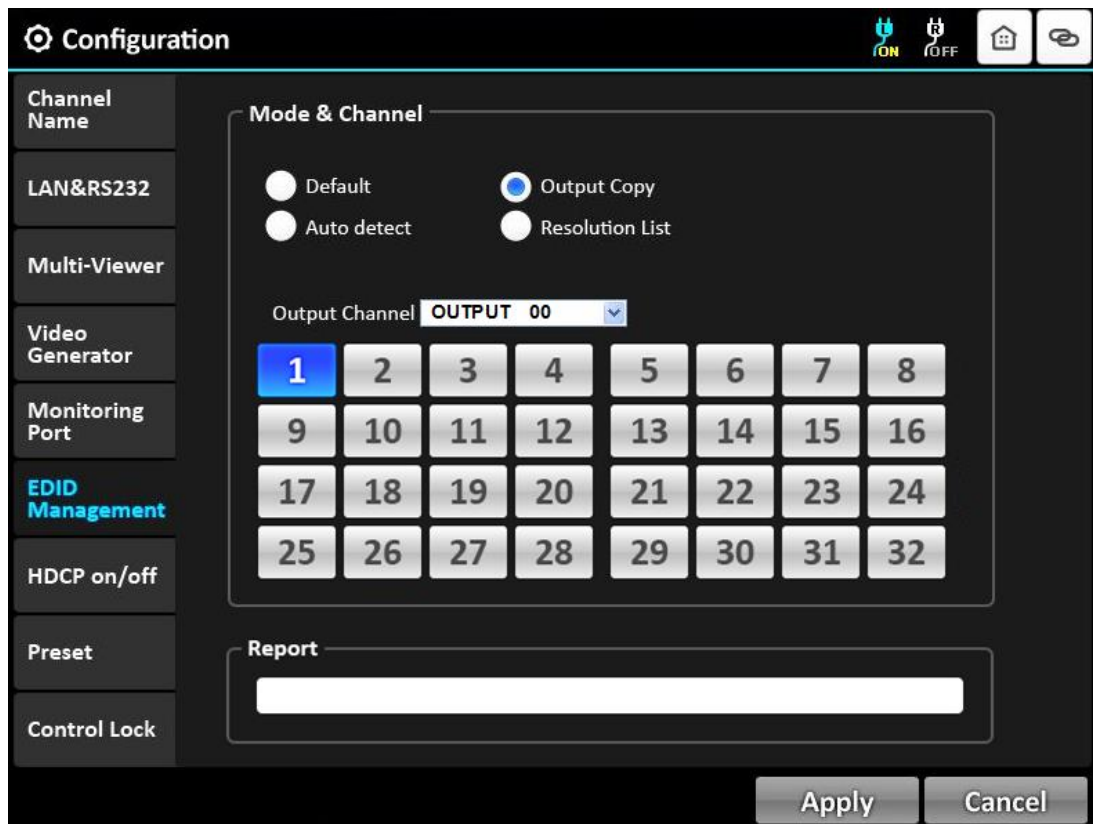 Configuration
L
ON
R
OFF
Channel
Name
LAN&RS232
Multi-Viewer
Video
Generator
Monitoring
Port
EDID
Management
HDCP on/off
Preset
Control Lock
Mode & Channel
Default
Output Copy
Auto detect
Resolution List
Output Channel OUTPUT 00
1 2 3 4 5 6 7 8
9 10 11 12 13 14 15 16
17 18 19 20 21 22 23 24
25 26 27 28 29 30 31 32
Report
Apply
Cancel